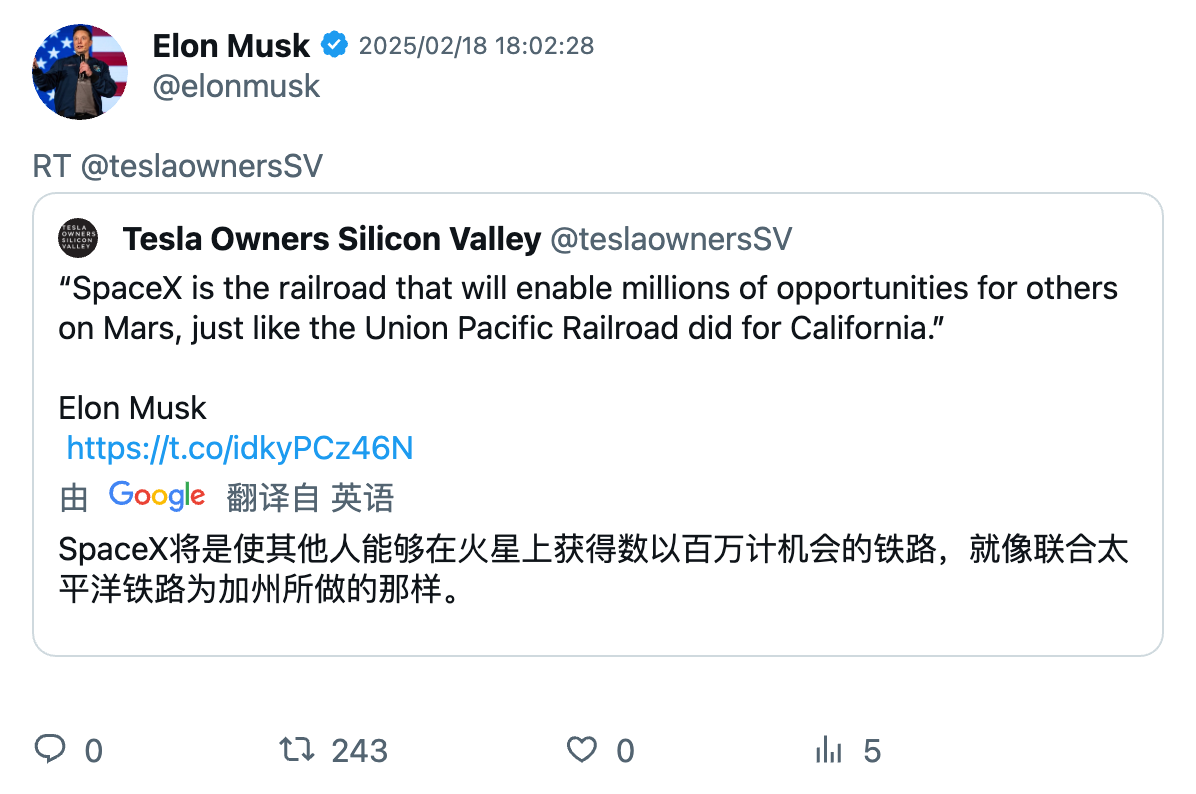 Elon Musk 2025/02/18 18:02:28
@elonmusk
RT @teslaownersSV
TESLA
OWNERS
SILICON
VALLEY
Tesla Owners Silicon Valley @teslaownersSV
“SpaceX is the railroad that will enable millions of opportunities for others
on Mars, just like the Union Pacific Railroad did for California.”
Elon Musk
https://t.co/idkyPCz46N
由 Google 翻译自 英语
SpaceX将是使其他人能够在火星上获得数以百万计机会的铁路，就像联合太
平洋铁路为加州所做的那样。
0 243 0 5